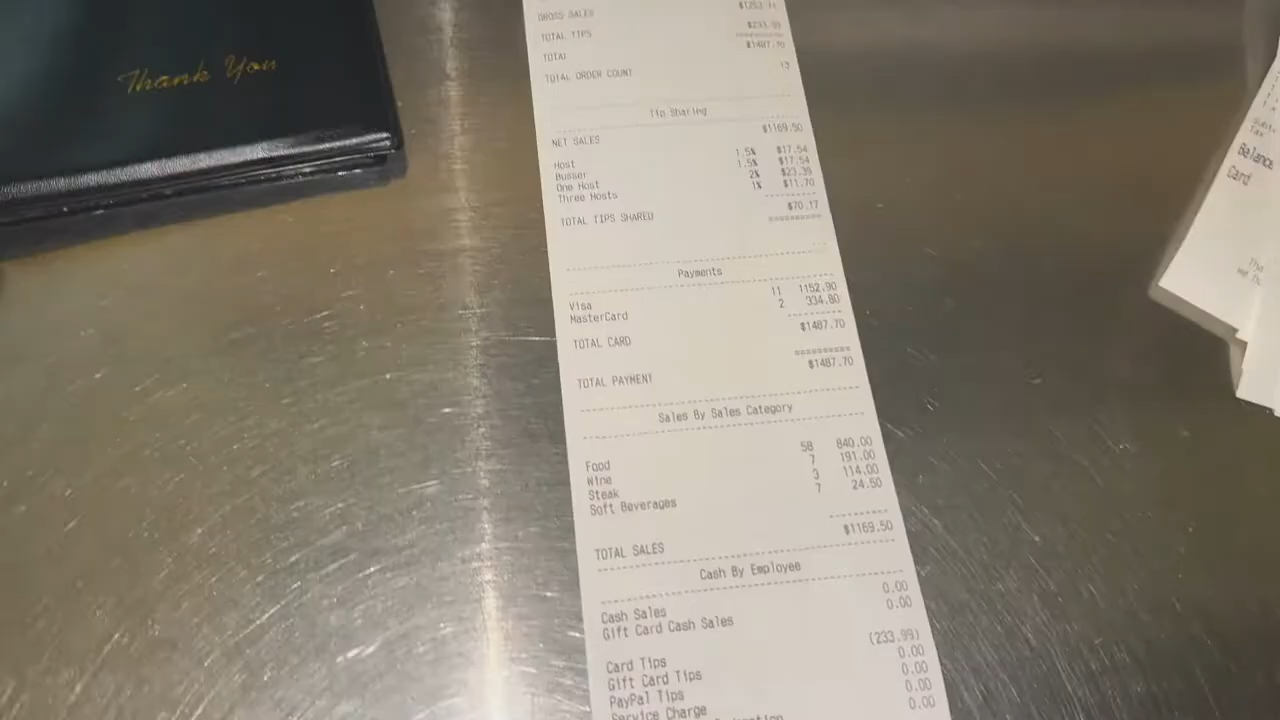 Thank You
GROSS SALES
TOTAL TIPS $233.99
TOTAL $1487.70
TOTAL ORDER COUNT 13
Tip Sharing
NET SALES $1169.50
Host 1.5% $17.54
Busser 1.5% $17.54
One Host 2% $23.39
Three Hosts 1% $11.70
TOTAL TIPS SHARED $70.17
Payments
Visa 11 1152.90
MasterCard 2 334.80
TOTAL CARD $1487.70
TOTAL PAYMENT $1487.70
Sales By Sales Category
Food 58 840.00
Wine 7 191.00
Steak 3 114.00
Soft Beverages 7 24.50
TOTAL SALES $1169.50
Cash By Employee
Cash Sales 0.00
Gift Card Cash Sales 0.00
Card Tips (233.99)
Gift Card Tips 0.00
PayPal Tips 0.00
Service Charge 0.00
0.00
Tax
Balance
Card